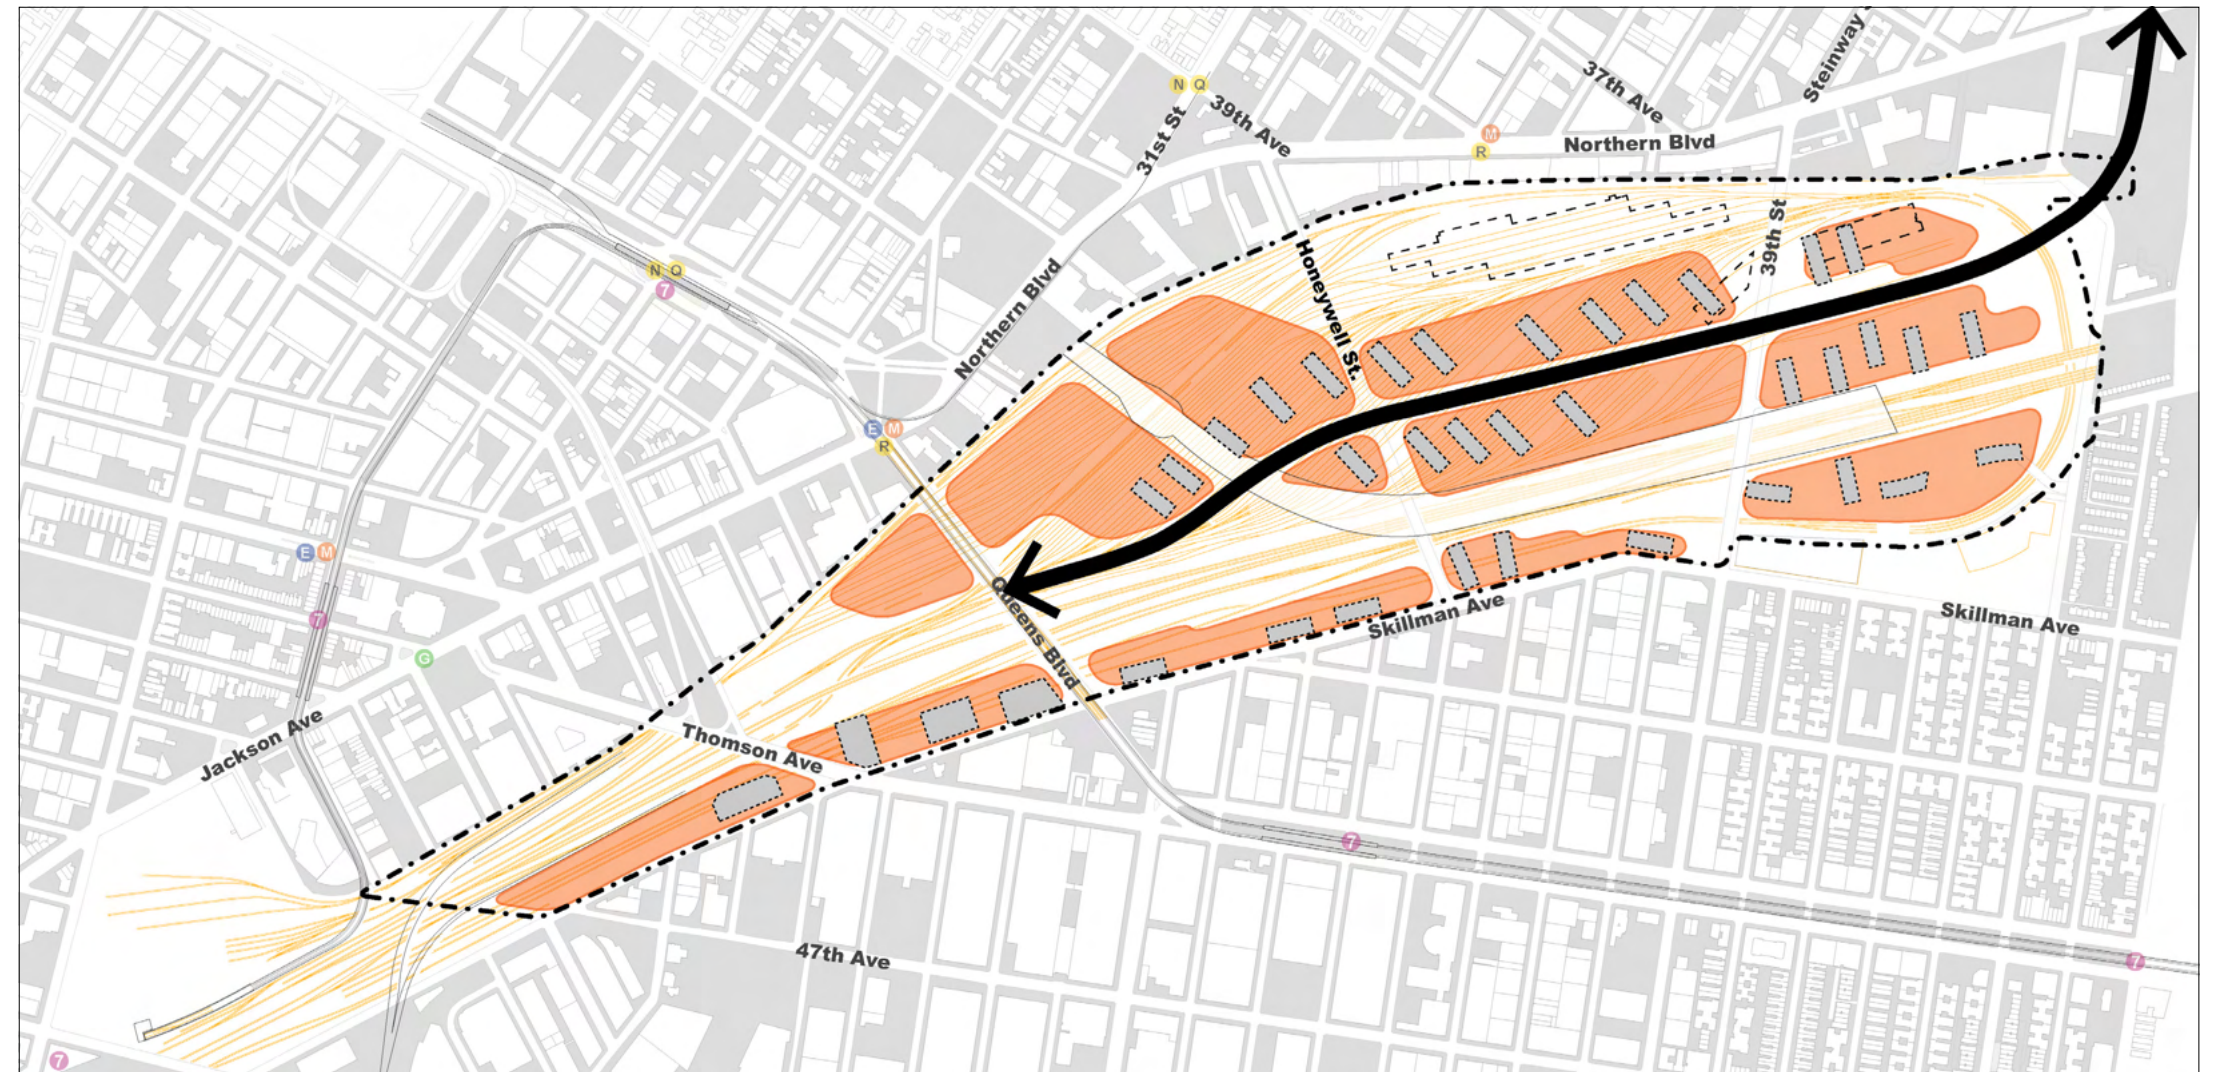 Steinway
37th Ave
N Q
39th Ave
M
R
Northern Blvd
31st St
39th St
Honeywell St.
N Q
7
Northern Blvd
E M
R
E M
7
G
Queens Blvd
Skillman Ave
Skillman Ave
Jackson Ave
Thomson Ave
7
47th Ave
7
7